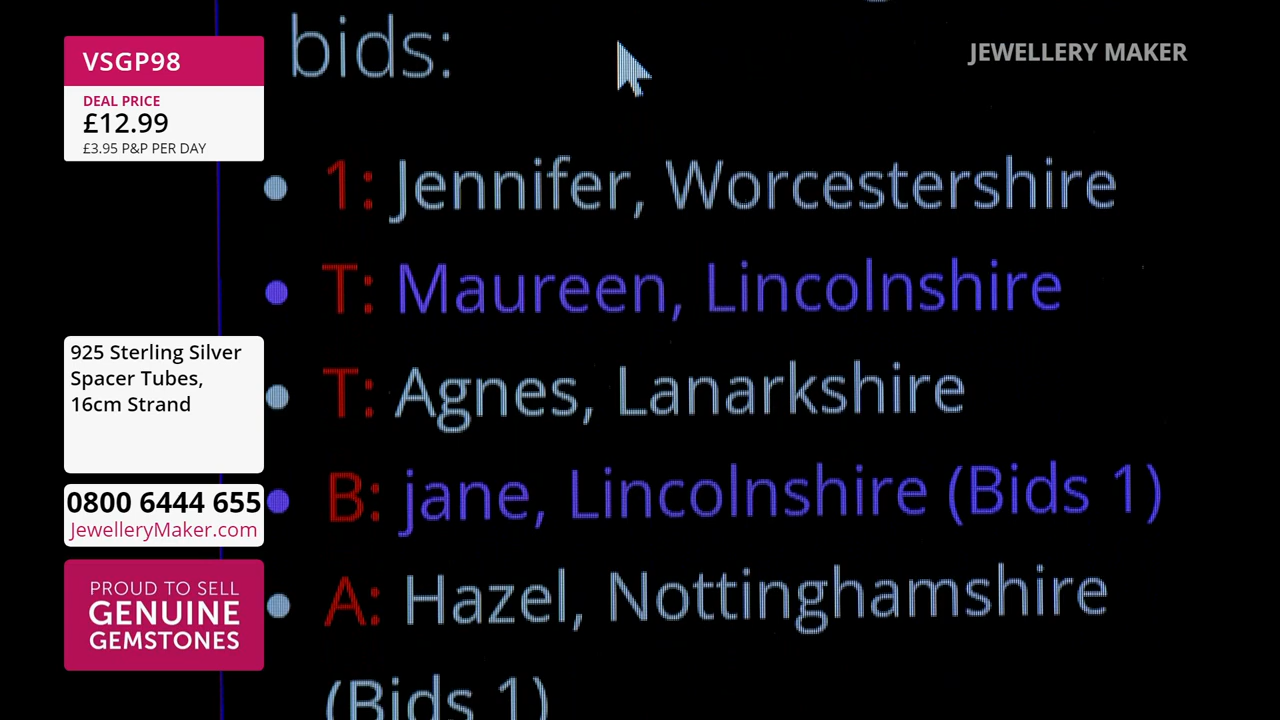 VSGP98
DEAL PRICE
£12.99
£3.95 P&P PER DAY
925 Sterling Silver
Spacer Tubes,
16cm Strand
0800 6444 655
JewelleryMaker.com
PROUD TO SELL
GENUINE
GEMSTONES
JEWELLERY MAKER
bids:
1: Jennifer, Worcestershire
T: Maureen, Lincolnshire
T: Agnes, Lanarkshire
B: jane, Lincolnshire (Bids 1)
A: Hazel, Nottinghamshire
(Bids 1)